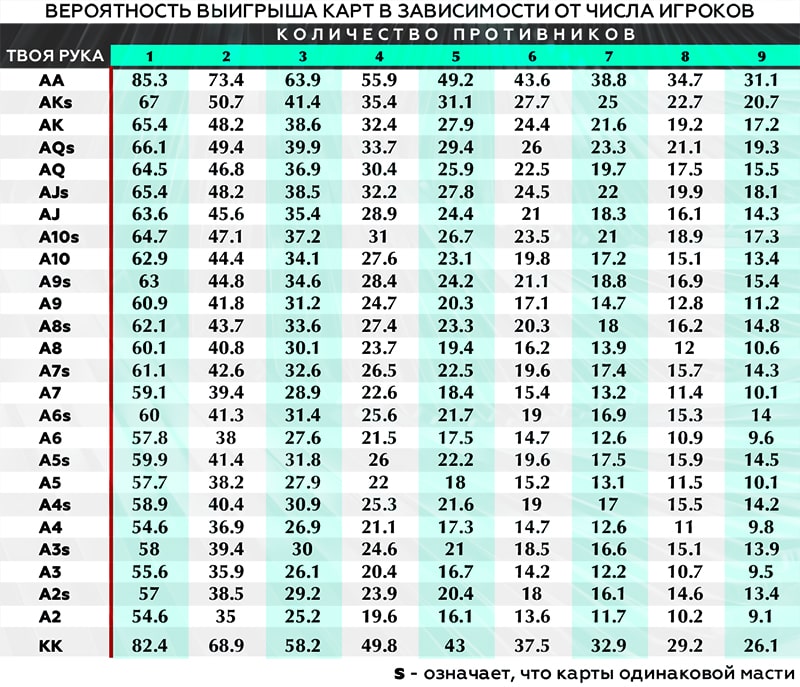 ВЕРОЯТНОСТЬ ВЫИГРЫША КАРТ В ЗАВИСИМОСТИ ОТ ЧИСЛА ИГРОКОВ
КОЛИЧЕСТВО ПРОТИВНИКОВ
ТВОЯ РУКА 1 2 3 4 5 6 7 8 9
AA 85.3 73.4 63.9 55.9 49.2 43.6 38.8 34.7 31.1
AKs 67 50.7 41.4 35.4 31.1 27.7 25 22.7 20.7
AK 65.4 48.2 38.6 32.4 27.9 24.4 21.6 19.2 17.2
AQs 66.1 49.4 39.9 33.7 29.4 26 23.3 21.1 19.3
AQ 64.5 46.8 36.9 30.4 25.9 22.5 19.7 17.5 15.5
AJs 65.4 48.2 38.5 32.2 27.8 24.5 22 19.9 18.1
AJ 63.6 45.6 35.4 28.9 24.4 21 18.3 16.1 14.3
A10s 64.7 47.1 37.2 31 26.7 23.5 21 18.9 17.3
A10 62.9 44.4 34.1 27.6 23.1 19.8 17.2 15.1 13.4
A9s 63 44.8 34.6 28.4 24.2 21.1 18.8 16.9 15.4
A9 60.9 41.8 31.2 24.7 20.3 17.1 14.7 12.8 11.2
A8s 62.1 43.7 33.6 27.4 23.3 20.3 18 16.2 14.8
A8 60.1 40.8 30.1 23.7 19.4 16.2 13.9 12 10.6
A7s 61.1 42.6 32.6 26.5 22.5 19.6 17.4 15.7 14.3
A7 59.1 39.4 28.9 22.6 18.4 15.4 13.2 11.4 10.1
A6s 60 41.3 31.4 25.6 21.7 19 16.9 15.3 14
A6 57.8 38 27.6 21.5 17.5 14.7 12.6 10.9 9.6
A5s 59.9 41.4 31.8 26 22.2 19.6 17.5 15.9 14.5
A5 57.7 38.2 27.9 22 18 15.2 13.1 11.5 10.1
A4s 58.9 40.4 30.9 25.3 21.6 19 17 15.5 14.2
A4 54.6 36.9 26.9 21.1 17.3 14.7 12.6 11 9.8
A3s 58 39.4 30 24.6 21 18.5 16.6 15.1 13.9
A3 55.6 35.9 26.1 20.4 16.7 14.2 12.2 10.7 9.5
A2s 57 38.5 29.2 23.9 20.4 18 16.1 14.6 13.4
A2 54.6 35 25.2 19.6 16.1 13.6 11.7 10.2 9.1
KK 82.4 68.9 58.2 49.8 43 37.5 32.9 29.2 26.1
S - означает, что карты одинаковой масти